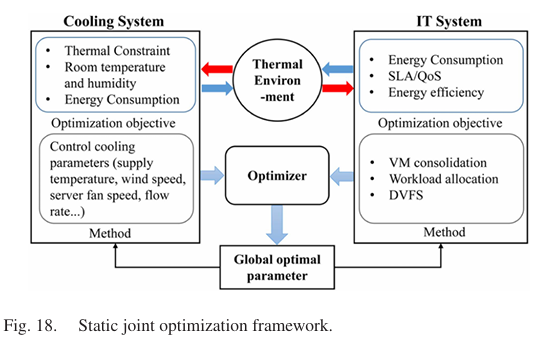 Cooling System
• Thermal Constraint
• Room temperature
and humidity
• Energy Consumption
Optimization objective
Control cooling
parameters (supply
temperature, wind speed,
server fan speed, flow
rate...)
Method
Thermal
Environ
-ment
Optimizer
Global optimal
parameter
IT System
• Energy Consumption
• SLA/QoS
• Energy efficiency
Optimization objective
• VM consolidation
• Workload allocation
• DVFS
Method
Fig. 18. Static joint optimization framework.